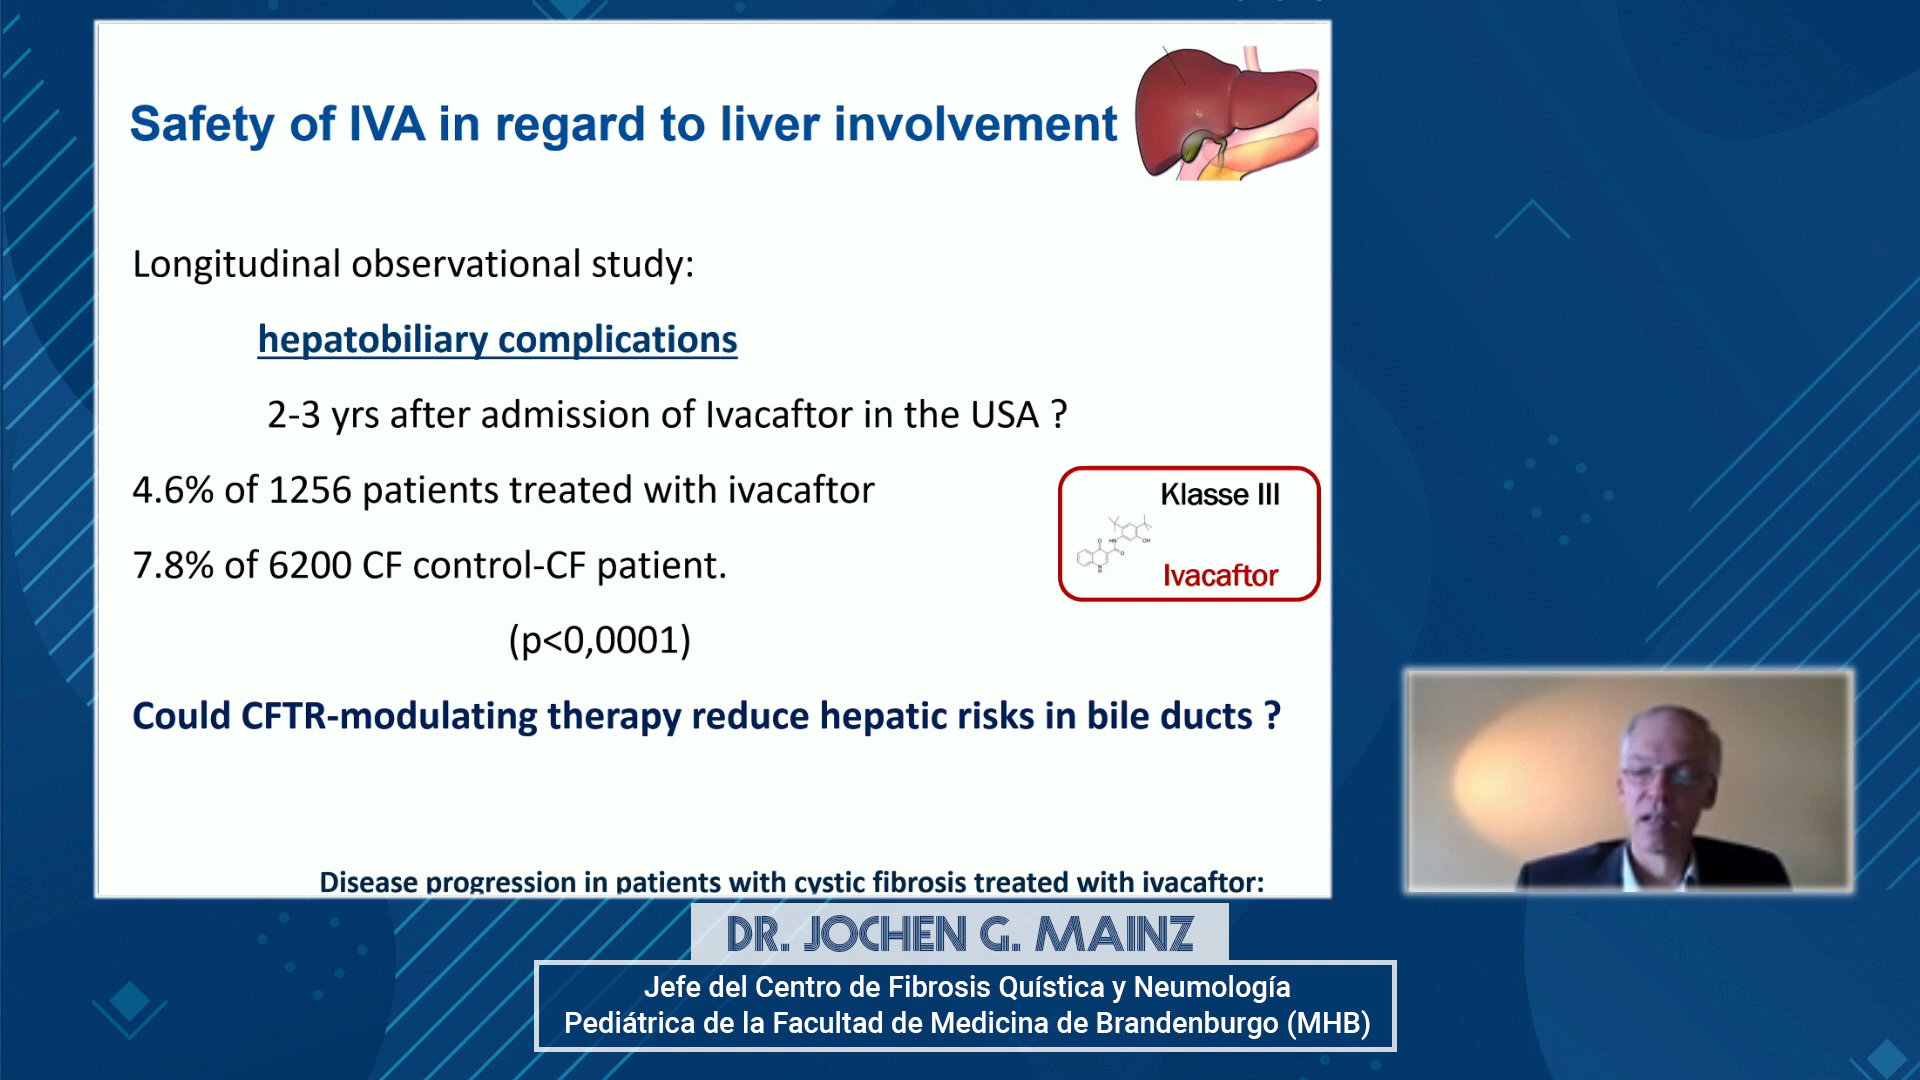 Safety of IVA in regard to liver involvement
Longitudinal observational study:
hepatobiliary complications
2-3 yrs after admission of Ivacaftor in the USA ?
4.6% of 1256 patients treated with ivacaftor
7.8% of 6200 CF control-CF patient.
(p<0,0001)
Klasse III
O
HN
OH
O
N
H
Ivacaftor
Could CFTR-modulating therapy reduce hepatic risks in bile ducts ?
Disease progression in patients with cystic fibrosis treated with ivacaftor:
DR. JOCHEN G. MAINZ
Jefe del Centro de Fibrosis Quística y Neumología
Pediátrica de la Facultad de Medicina de Brandenburgo (MHB)